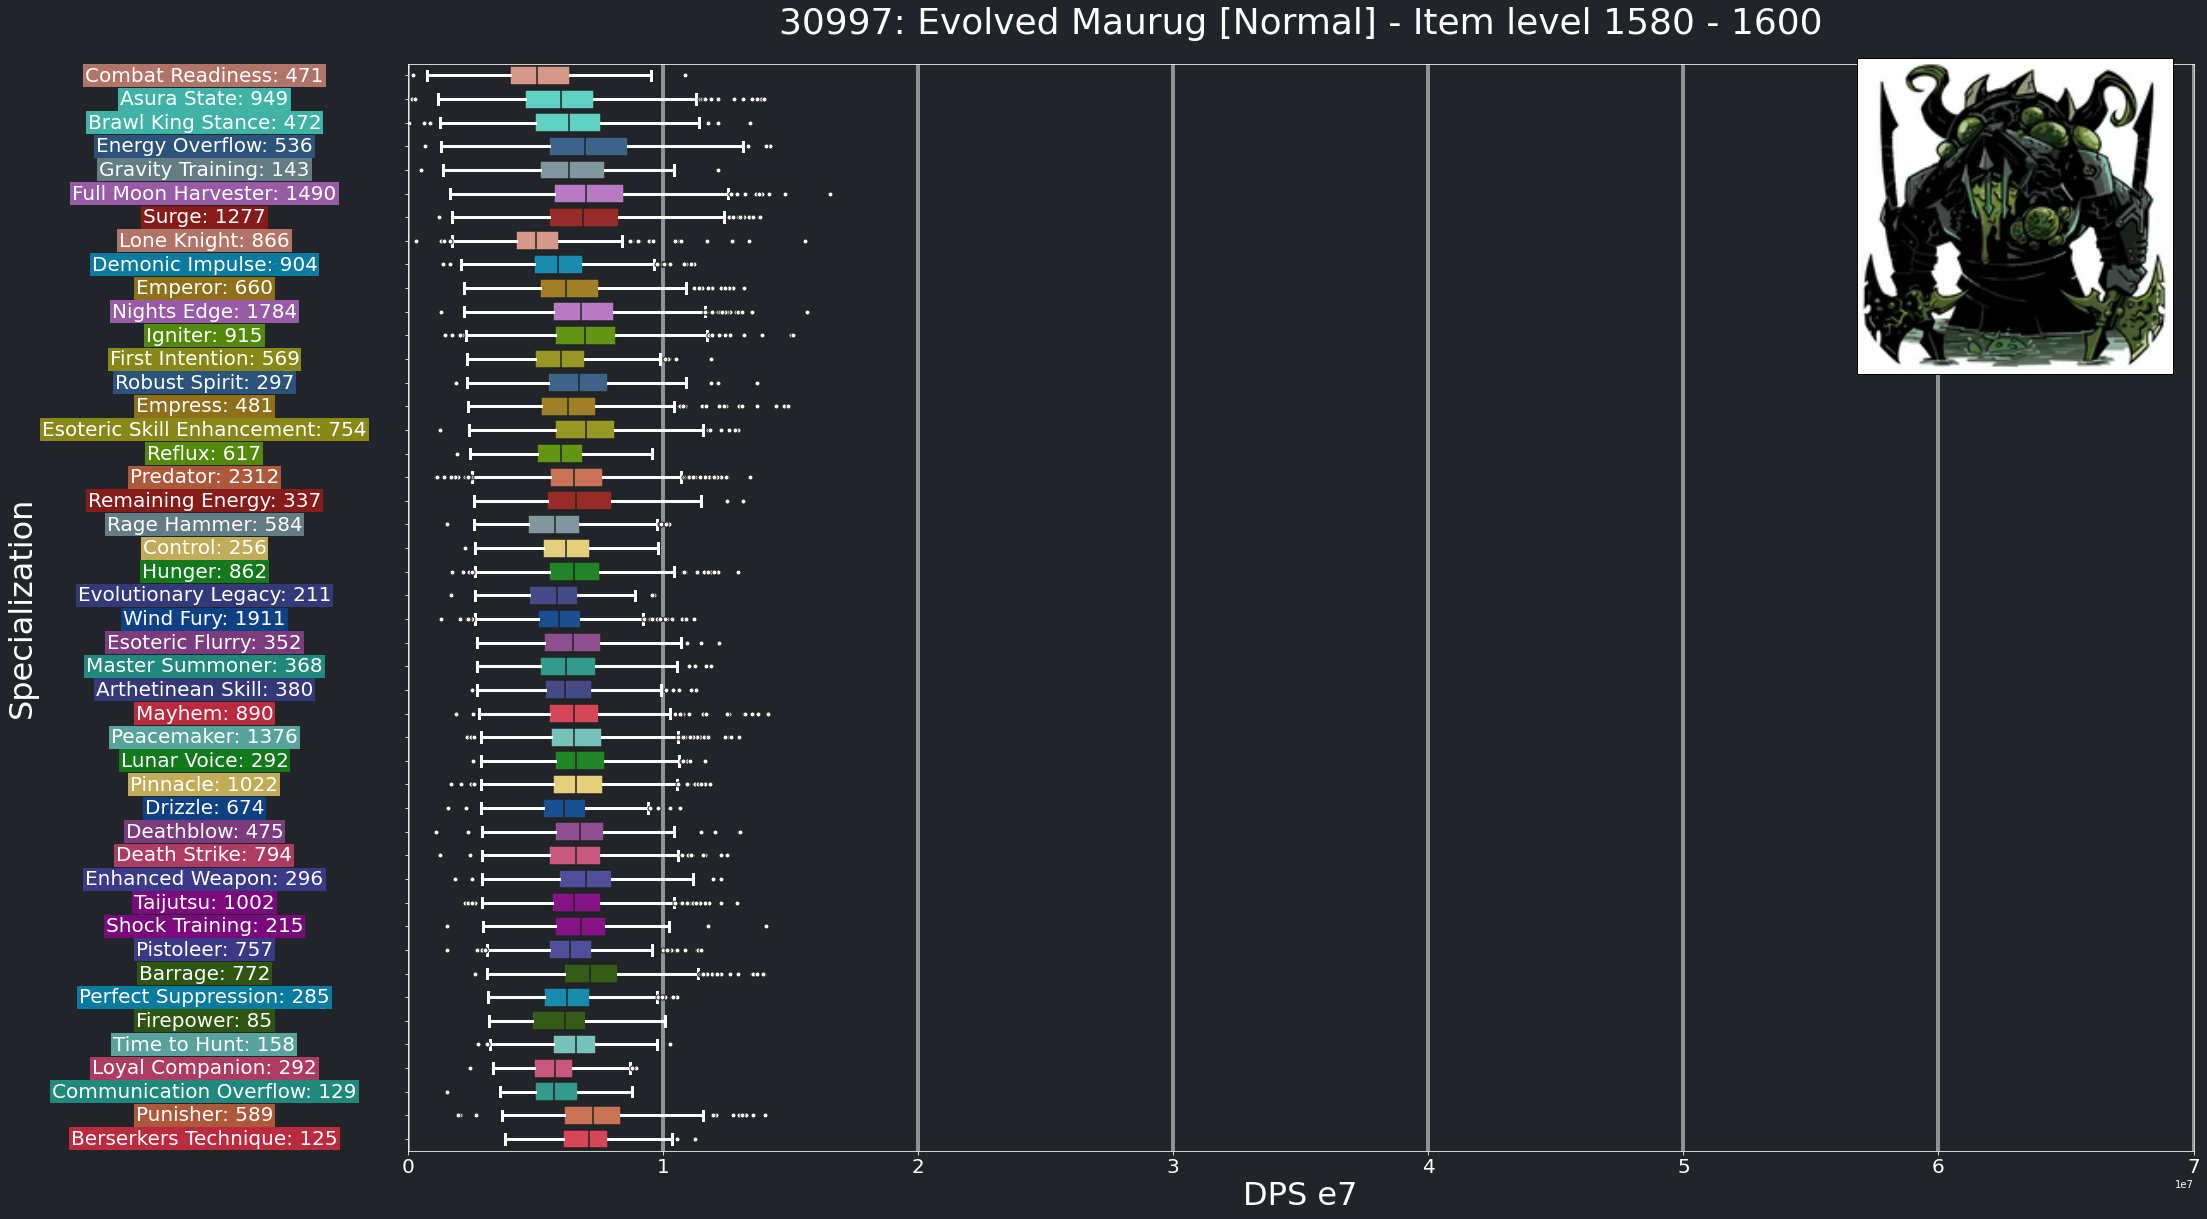 30997: Evolved Maurug [Normal] - Item level 1580 - 1600
Combat Readiness: 471
Asura State: 949
Brawl King Stance: 472
Energy Overflow: 536
Gravity Training: 143
Full Moon Harvester: 1490
Surge: 1277
Lone Knight: 866
Demonic Impulse: 904
Emperor: 660
Nights Edge: 1784
Igniter: 915
First Intention: 569
Robust Spirit: 297
Empress: 481
Esoteric Skill Enhancement: 754
Reflux: 617
Predator: 2312
Remaining Energy: 337
Rage Hammer: 584
Control: 256
Hunger: 862
Evolutionary Legacy: 211
Wind Fury: 1911
Esoteric Flurry: 352
Master Summoner: 368
Arthetinean Skill: 380
Mayhem: 890
Peacemaker: 1376
Lunar Voice: 292
Pinnacle: 1022
Drizzle: 674
Deathblow: 475
Death Strike: 794
Enhanced Weapon: 296
Taijutsu: 1002
Shock Training: 215
Pistoleer: 757
Barrage: 772
Perfect Suppression: 285
Firepower: 85
Time to Hunt: 158
Loyal Companion: 292
Communication Overflow: 129
Punisher: 589
Berserkers Technique: 125
Specialization
0 1 2 3 4 5 6 7
1e7
DPS e7